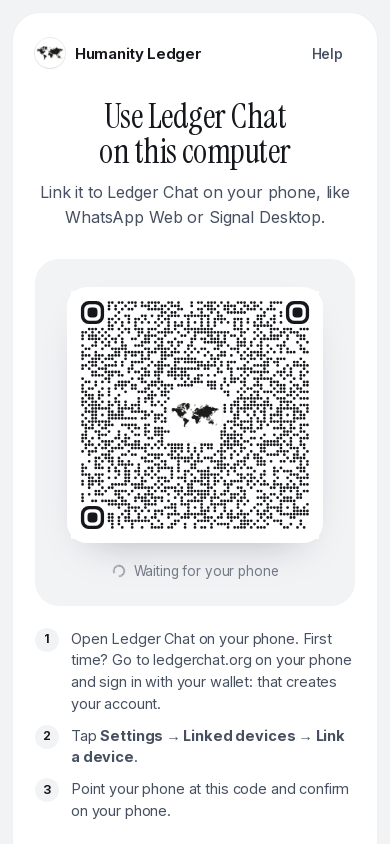 Humanity Ledger
Help
Use Ledger Chat
on this computer
Link it to Ledger Chat on your phone, like
WhatsApp Web or Signal Desktop.
Waiting for your phone
1
Open Ledger Chat on your phone. First
time? Go to ledgerchat.org on your phone
and sign in with your wallet: that creates
your account.
2
Tap Settings → Linked devices → Link
a device.
3
Point your phone at this code and confirm
on your phone.